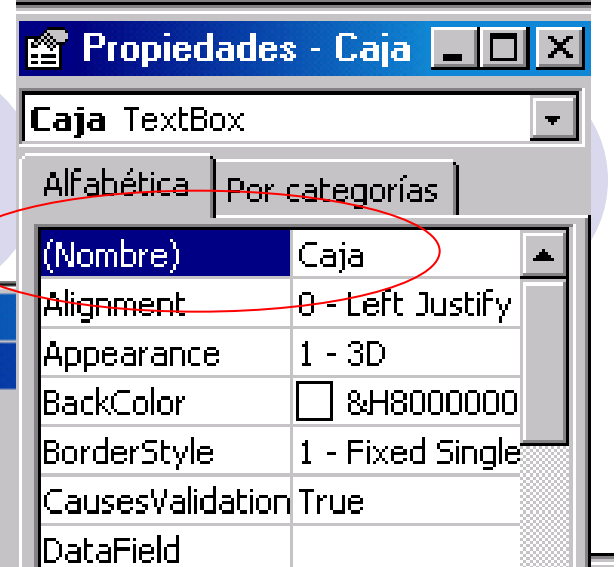 Propiedades - Caja
Caja TextBox
Alfabética Por categorías
(Nombre) Caja
Alignment 0 - Left Justify
Appearance 1 - 3D
BackColor &H8000000
BorderStyle 1 - Fixed Single
CausesValidation True
DataField